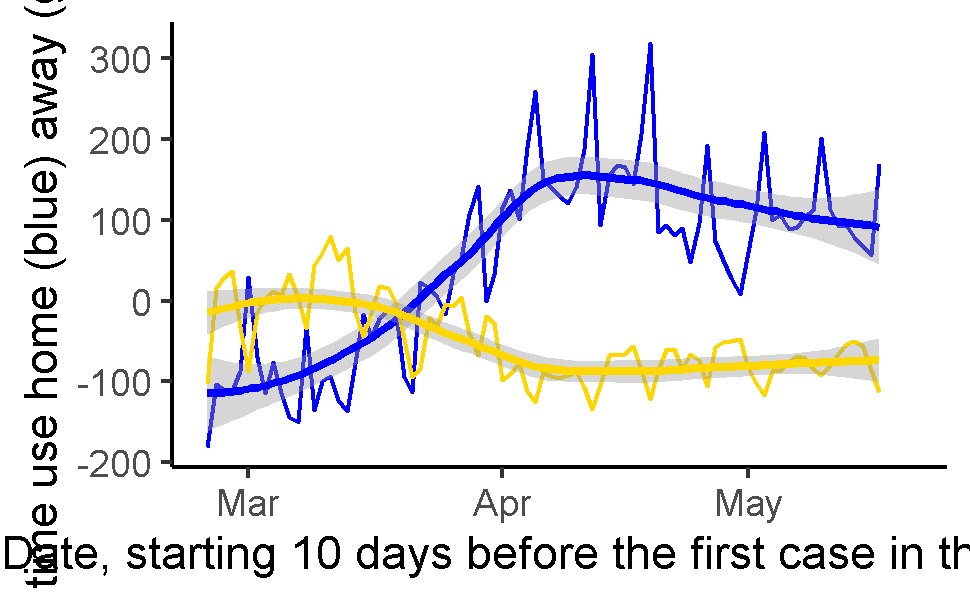 time use home (blue) away (
300
200
100
0
-100
-200
Mar Apr May
Date, starting 10 days before the first case in th